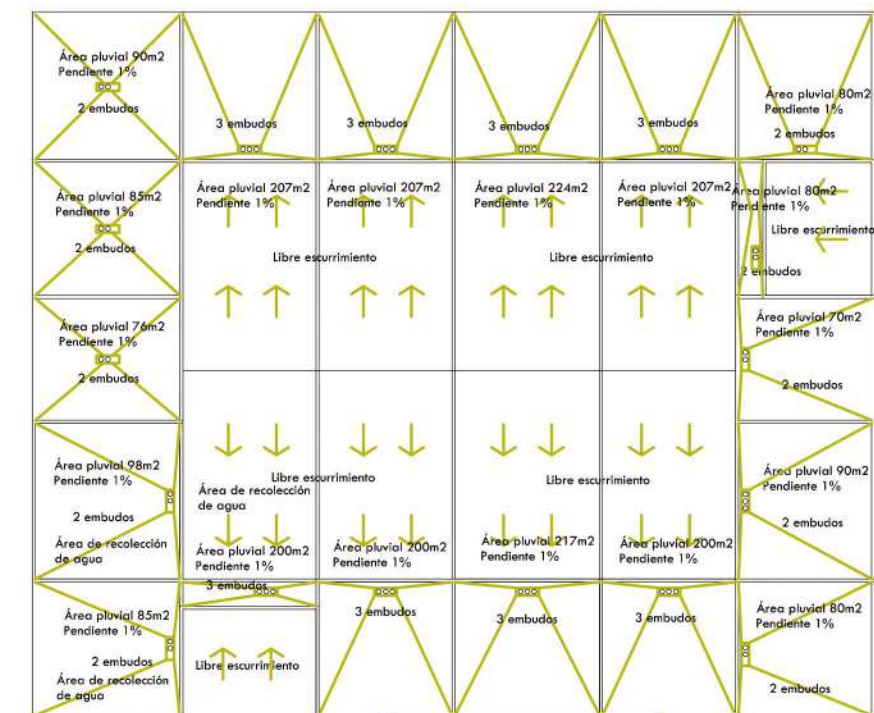 Área pluvial 90m2
Pendiente 1%
2 embudos
3 embudos
3 embudos
3 embudos
3 embudos
Área pluvial 80m2
Pendiente 1%
2 embudos
Área pluvial 85m2
Pendiente 1%
2 embudos
Área pluvial 207m2
Pendiente 1%
Área pluvial 207m2
Pendiente 1%
Área pluvial 224m2
Pendiente 1%
Área pluvial 207m2
Pendiente 1%
Área pluvial 80m2
Pendiente 1%
Libre escurrimiento
2 embudos
Libre escurrimiento
Libre escurrimiento
Área pluvial 76m2
Pendiente 1%
2 embudos
Área pluvial 70m2
Pendiente 1%
2 embudos
Área pluvial 98m2
Pendiente 1%
2 embudos
Área de recolección
de agua
Libre escurrimiento
Área de recolección
de agua
Libre escurrimiento
Área pluvial 200m2
Pendiente 1%
Área pluvial 200m2
Pendiente 1%
Área pluvial 217m2
Pendiente 1%
Área pluvial 200m2
Pendiente 1%
Área pluvial 90m2
Pendiente 1%
2 embudos
Área pluvial 85m2
Pendiente 1%
2 embudos
Área de recolección
de agua
3 embudos
Libre escurrimiento
3 embudos
3 embudos
3 embudos
Área pluvial 80m2
Pendiente 1%
2 embudos